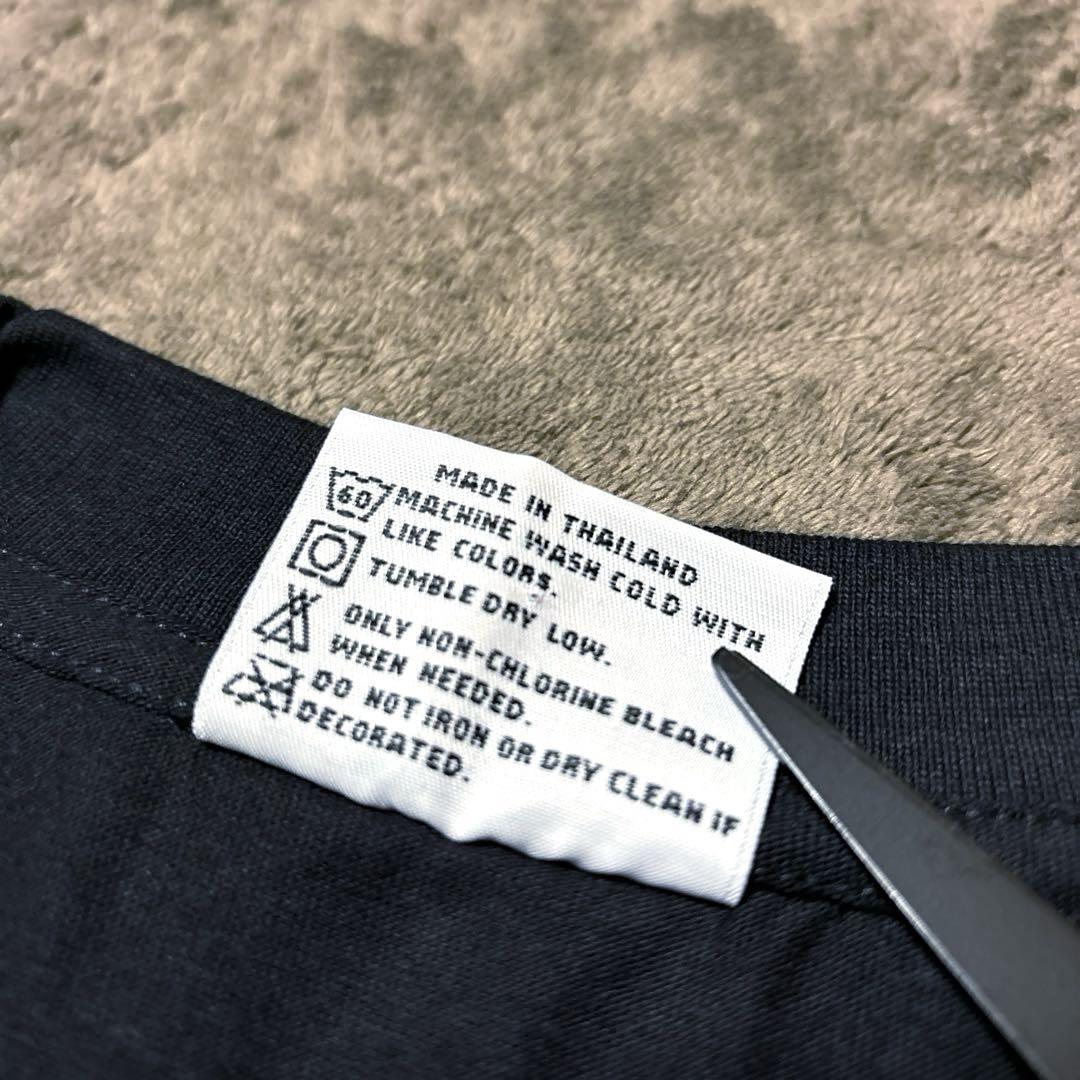 MADE IN THAILAND
60 MACHINE WASH COLD WITH
LIKE COLORS.
TUMBLE DRY LOW.
ONLY NON-CHLORINE BLEACH
WHEN NEEDED.
DO NOT IRON OR DRY CLEAN IF
DECORATED.